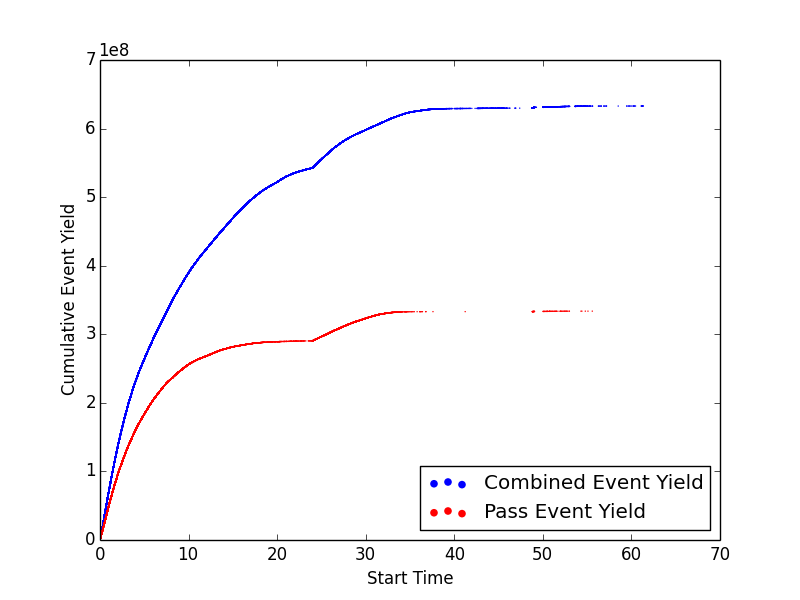 1e8
7
6
5
4
3
2
1
0
Cumulative Event Yield
Combined Event Yield
Pass Event Yield
0 10 20 30 40 50 60 70
Start Time